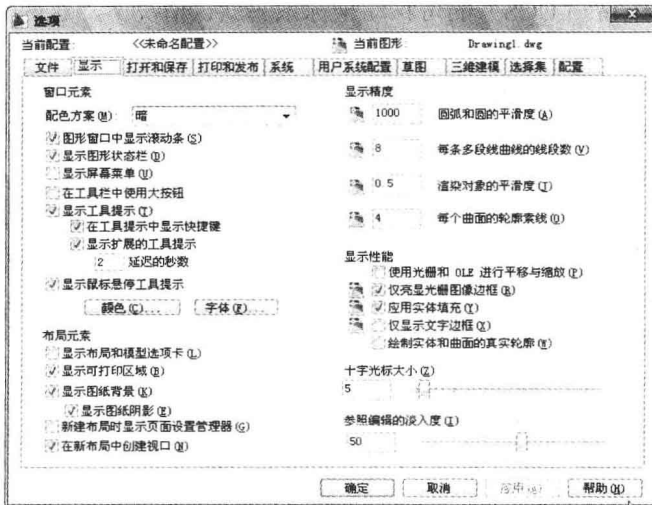 选项
当前配置: <<未命名配置>> 当前图形: Drawing1.dwg
文件 显示 打开和保存 打印和发布 系统 用户系统配置 草图 三维建模 选择集 配置
窗口元素
配色方案(M): 暗
图形窗口中显示滚动条(S)
显示图形状态栏(D)
显示屏幕菜单(U)
在工具栏中使用大按钮
显示工具提示(T)
在工具提示中显示快捷键
显示扩展的工具提示
2 延迟的秒数
显示鼠标悬停工具提示
颜色(C)... 字体(F)...
布局元素
显示布局和模型选项卡(L)
显示可打印区域(B)
显示图纸背景(K)
显示图纸阴影(E)
新建布局时显示页面设置管理器(G)
在新布局中创建视口(N)
显示精度
1000 圆弧和圆的平滑度(A)
8 每条多段线曲线的线段数(V)
0.5 渲染对象的平滑度(J)
4 每个曲面的轮廓素线(O)
显示性能
使用光栅和 OLE 进行平移与缩放(P)
仅亮显光栅图像边框(R)
应用实体填充(Y)
仅显示文字边框(X)
绘制实体和曲面的真实轮廓(W)
十字光标大小(Z)
5
参照编辑的淡入度(I)
50
确定 取消 应用(A) 帮助(H)